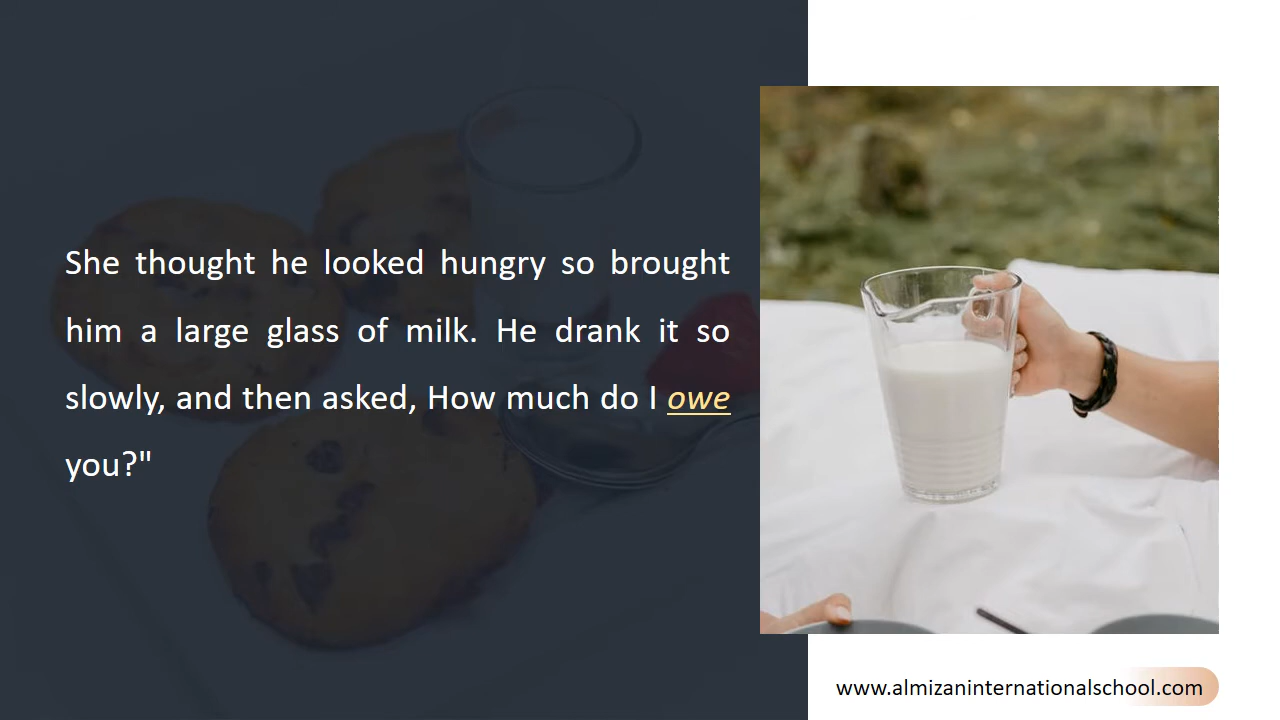 She thought he looked hungry so brought
him a large glass of milk. He drank it so
slowly, and then asked, How much do I owe
you?"
www.almizaninternationalschool.com